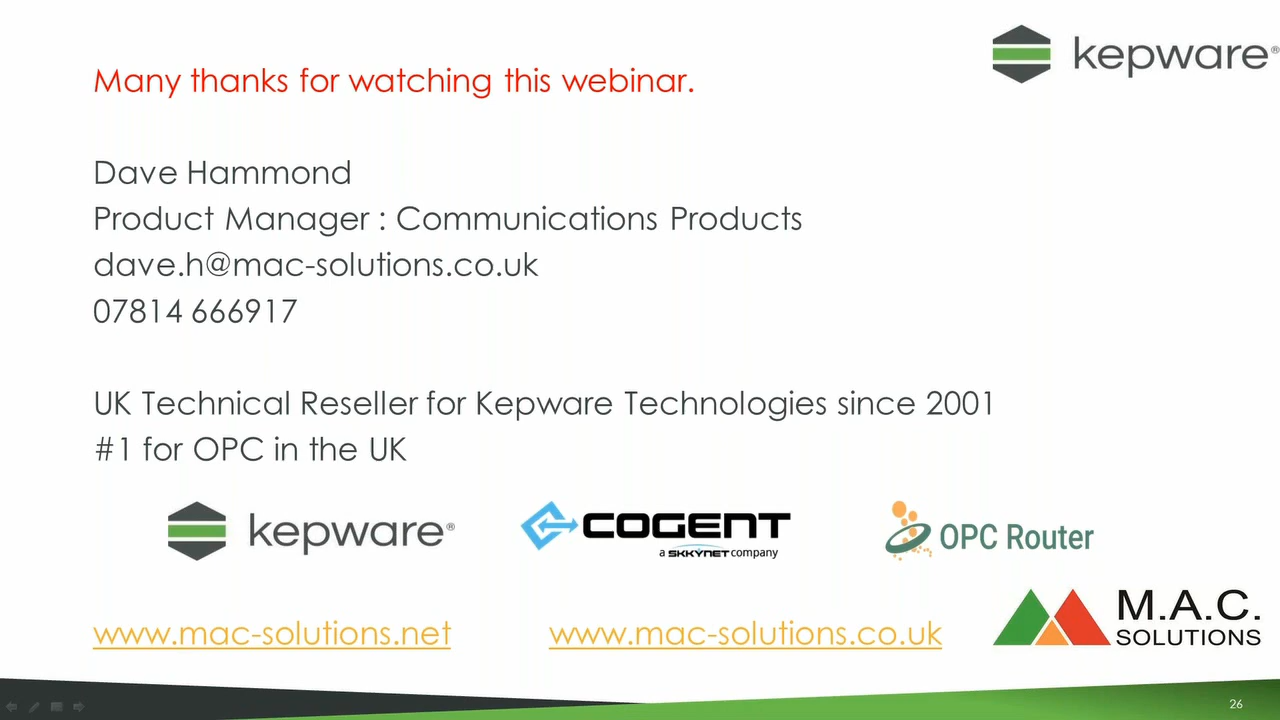 kepware®
Many thanks for watching this webinar.
Dave Hammond
Product Manager : Communications Products
dave.h@mac-solutions.co.uk
07814 666917
UK Technical Reseller for Kepware Technologies since 2001
#1 for OPC in the UK
kepware®
COGENT
a SKKYNET company
OPC Router
www.mac-solutions.net
www.mac-solutions.co.uk
M.A.C.
SOLUTIONS
26